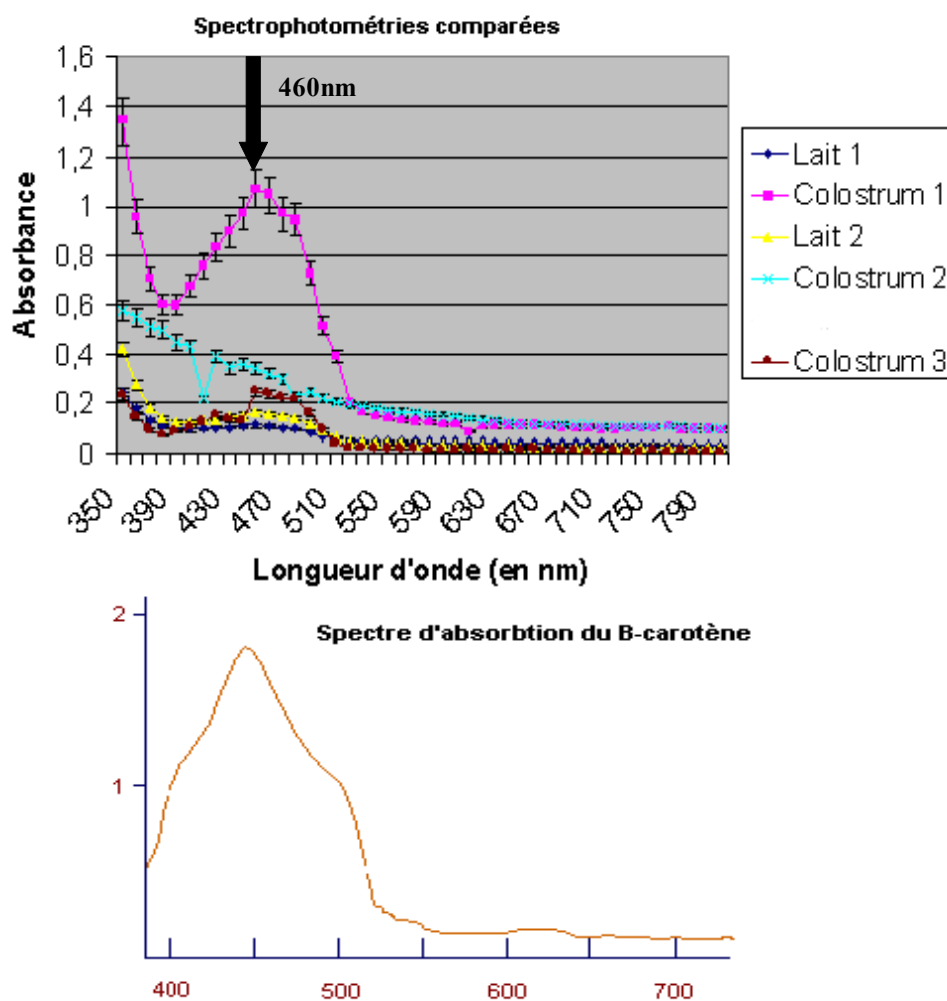 Spectrophotométries comparées
1,6
1,4
1,2
1
0,8
0,6
0,4
0,2
0
Absorbance
460nm
Lait 1
Colostrum 1
Lait 2
Colostrum 2
Colostrum 3
350
390
430
470
510
550
590
630
670
710
750
790
Longueur d'onde (en nm)
Spectre d'absorbtion du B-carotène
2
1
400
500
600
700